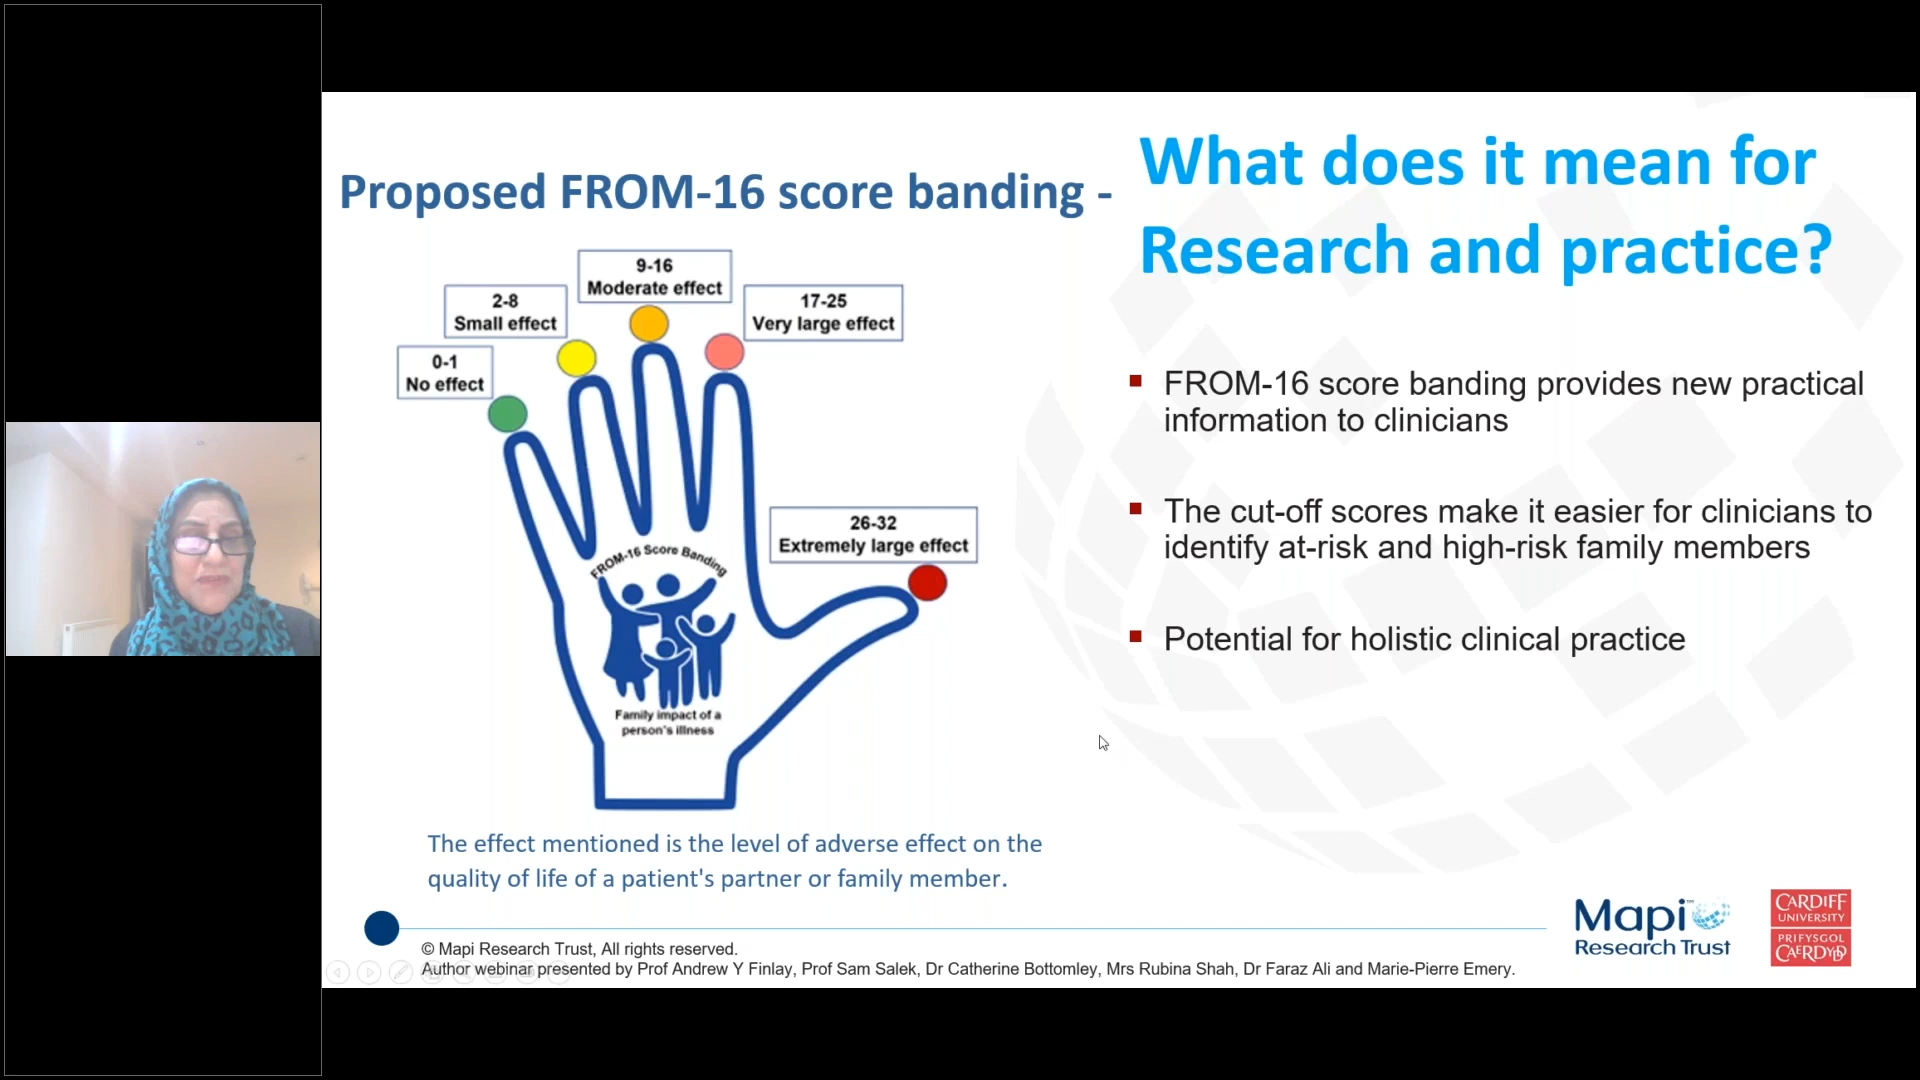 Proposed FROM-16 score banding -
What does it mean for
Research and practice?
9-16
Moderate effect
2-8
Small effect
17-25
Very large effect
0-1
No effect
26-32
Extremely large effect
FROM-16 Score Banding
Family impact of a
person's illness
FROM-16 score banding provides new practical
information to clinicians
The cut-off scores make it easier for clinicians to
identify at-risk and high-risk family members
Potential for holistic clinical practice
The effect mentioned is the level of adverse effect on the
quality of life of a patient's partner or family member.
© Mapi Research Trust, All rights reserved.
Author webinar presented by Prof Andrew Y Finlay, Prof Sam Salek, Dr Catherine Bottomley, Mrs Rubina Shah, Dr Faraz Ali and Marie-Pierre Emery.
Mapi™
Research Trust
CARDIFF
UNIVERSITY
PRIFYSGOL
CAERDYDD